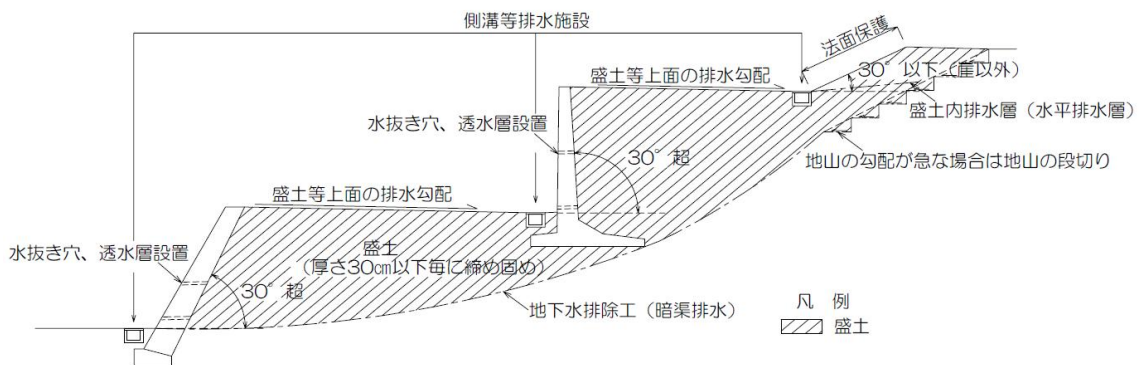 側溝等排水施設
法面保護
盛土等上面の排水勾配
30°以下（崖以外）
盛土内排水層（水平排水層）
水抜き穴、透水層設置
30°超
地山の勾配が急な場合は地山の段切り
盛土等上面の排水勾配
水抜き穴、透水層設置
盛土
（厚さ30㎝以下毎に締め固め）
30°超
地下水排除工（暗渠排水）
凡 例
盛土